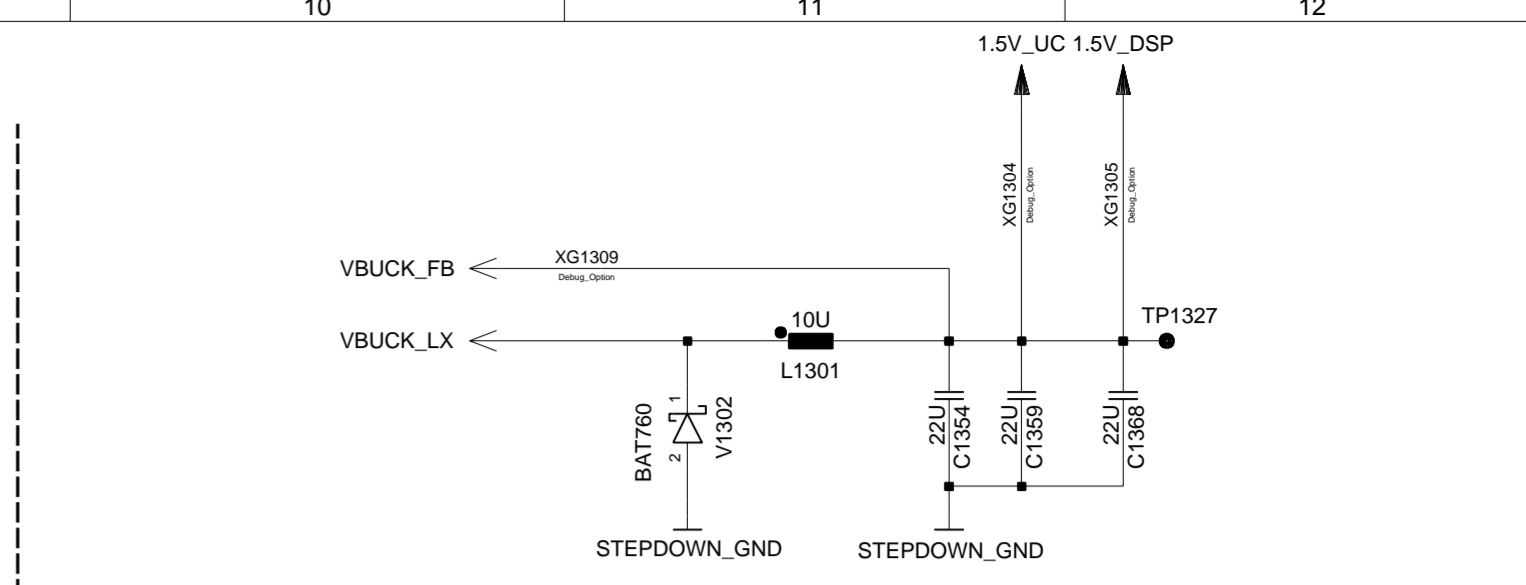 10 11 12
1.5V_UC 1.5V_DSP
XG1304
Debug_Option
XG1305
Debug_Option
VBUCK_FB
XG1309
Debug_Option
VBUCK_LX
10U
L1301
TP1327
BAT760
1
2
V1302
22U
C1354
22U
C1359
22U
C1368
STEPDOWN_GND
STEPDOWN_GND